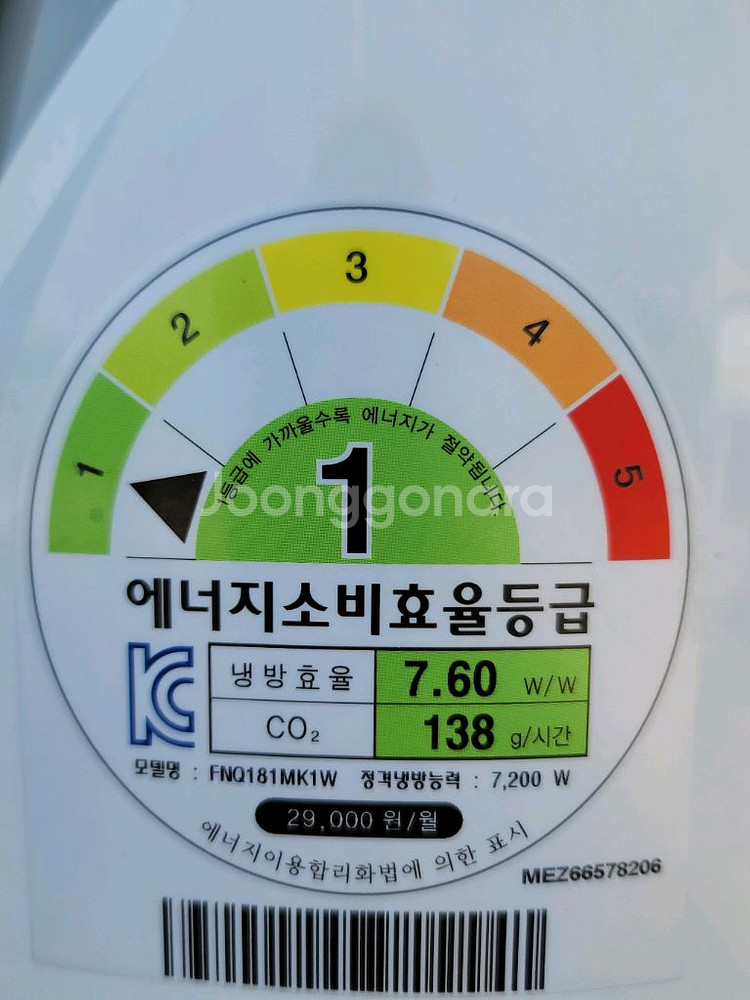 3
2
4
1
5
1등급에 가까울수록 에너지가 절약됩니다.
1
Joonggonara
에너지소비효율등급
냉방효율 7.60 W/W
CO₂ 138 g/시간
모델명 : FNQ181MK1W 정격냉방능력 : 7,200 W
29,000 원/월
에너지이용합리화법에 의한 표시
MEZ66578206